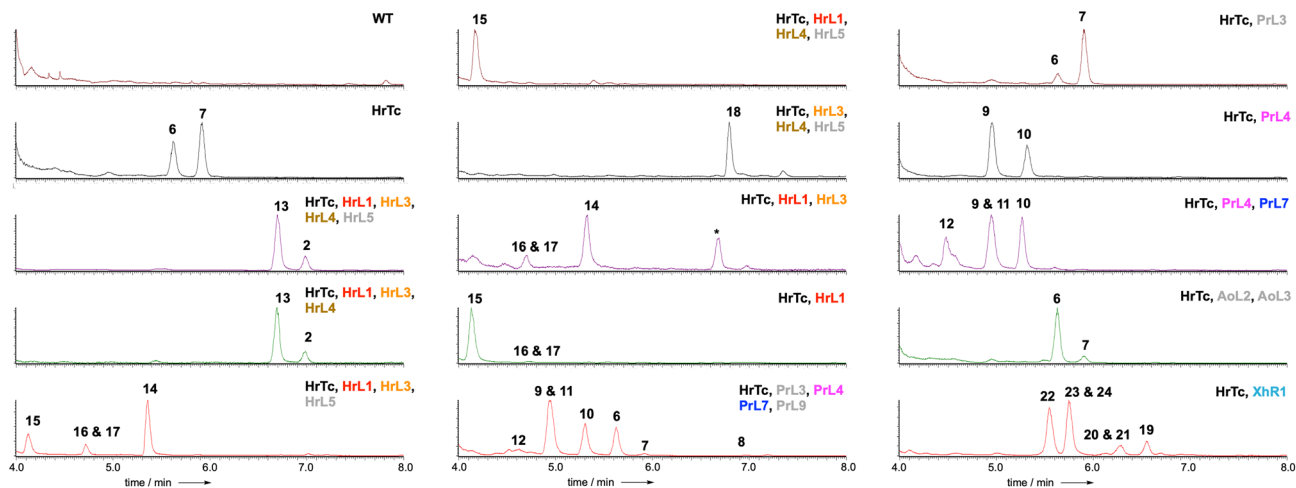 WT
HrTc
6
7
HrTc, HrL1, HrL3,
HrL4, HrL5
13
2
HrTc, HrL1, HrL3,
HrL4
13
2
HrTc, HrL1, HrL3,
HrL5
15
16 & 17
14
4.0 5.0 6.0 7.0 8.0
time / min
HrTc, HrL1,
HrL4, HrL5
15
HrTc, HrL3,
HrL4, HrL5
18
HrTc, HrL1, HrL3
16 & 17
14
*
HrTc, HrL1
15
16 & 17
HrTc, PrL3, PrL4
PrL7, PrL9
12
9 & 11
10
6
7
8
4.0 5.0 6.0 7.0 8.0
time / min
HrTc, PrL3
6
7
HrTc, PrL4
9
10
HrTc, PrL4, PrL7
12
9 & 11
10
HrTc, AoL2, AoL3
6
7
HrTc, XhR1
22
23 & 24
20 & 21
19
4.0 5.0 6.0 7.0 8.0
time / min